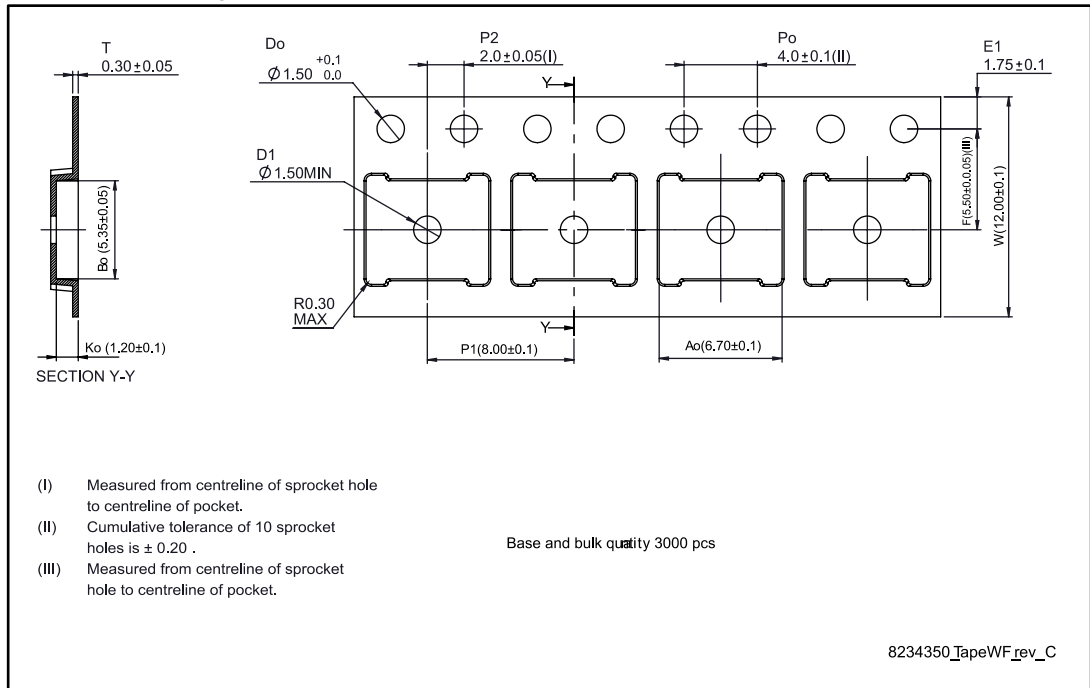 T
0.30±0.05
Do
Ø1.50 +0.1 0.0
P2
2.0±0.05(I)
Po
4.0±0.1(II)
E1
1.75±0.1
Y
D1
Ø1.50MIN
F(5.50±0.0.05)(III)
W(12.00±0.1)
Bo (5.35±0.05)
R0.30
MAX
Y
Ko (1.20±0.1)
P1(8.00±0.1)
Ao(6.70±0.1)
SECTION Y-Y
(I) Measured from centreline of sprocket hole
to centreline of pocket.
(II) Cumulative tolerance of 10 sprocket
holes is ± 0.20 .
(III) Measured from centreline of sprocket
hole to centreline of pocket.
Base and bulk quantity 3000 pcs
8234350_TapeWF_rev_C